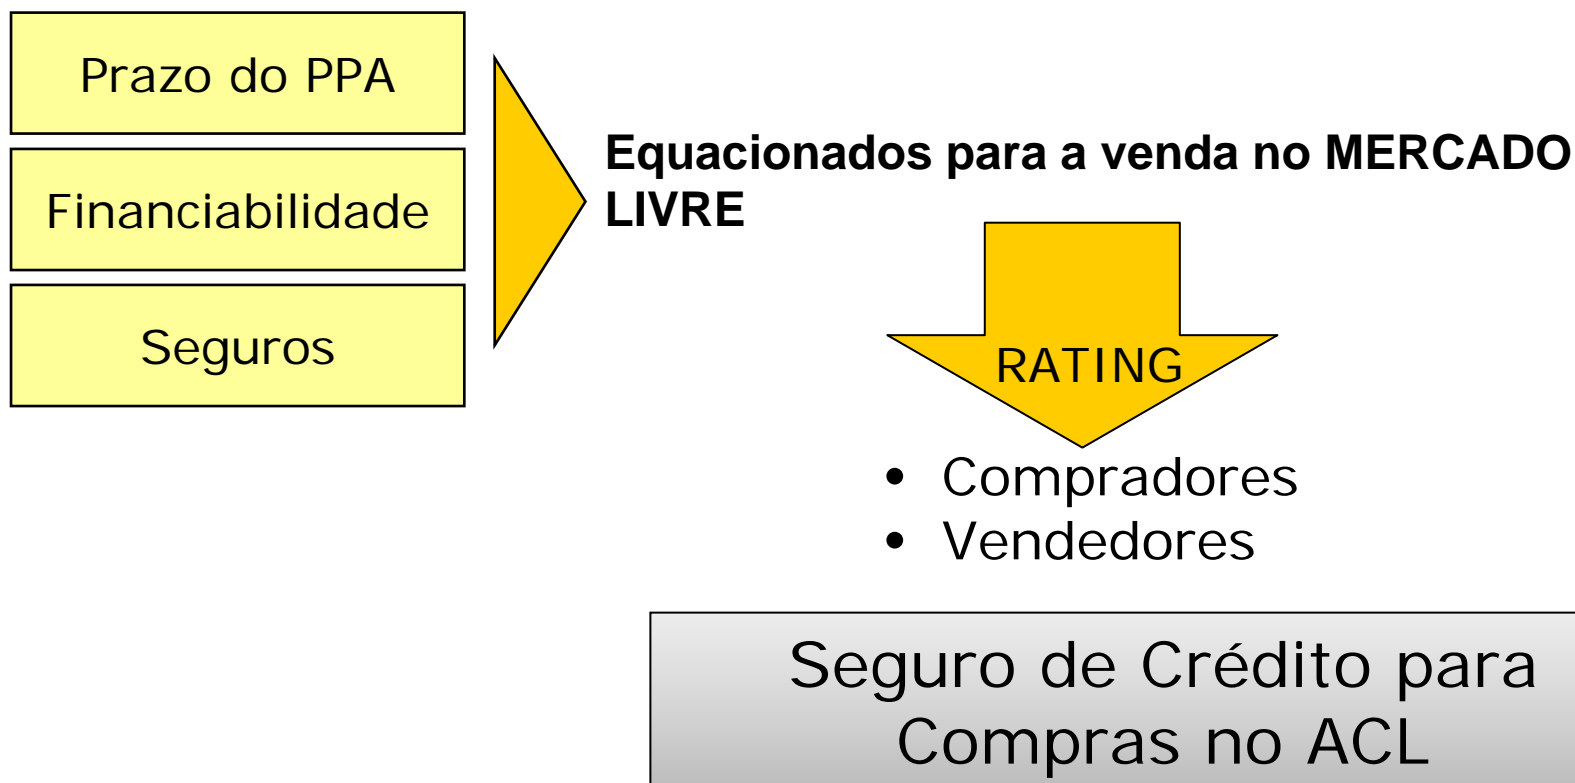 Prazo do PPA
Financiabilidade
Seguros
Equacionados para a venda no MERCADO
LIVRE
RATING
• Compradores
• Vendedores
Seguro de Crédito para
Compras no ACL